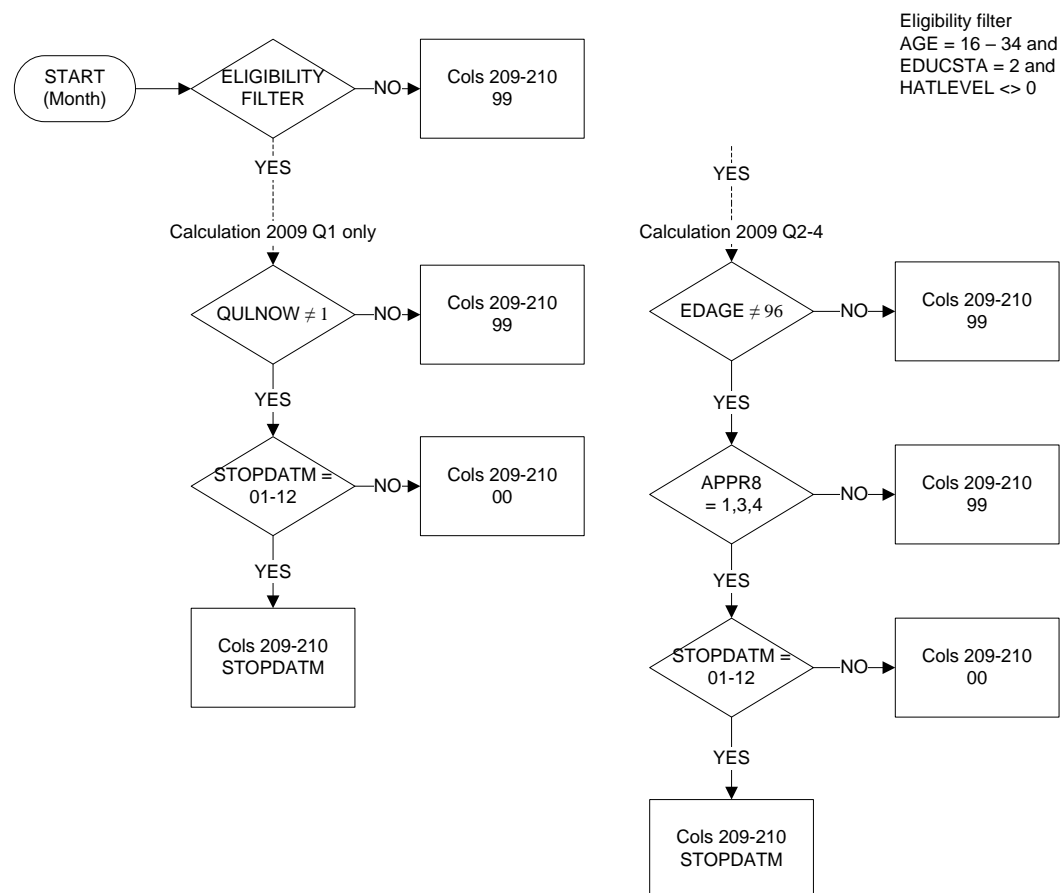 START
(Month)
ELIGIBILITY
FILTER
NO
Cols 209-210
99
Eligibility filter
AGE = 16 – 34 and
EDUCSTA = 2 and
HATLEVEL <> 0
YES
Calculation 2009 Q1 only
QULNOW ≠ 1
NO
Cols 209-210
99
YES
STOPDATM =
01-12
NO
Cols 209-210
00
YES
Cols 209-210
STOPDATM
YES
Calculation 2009 Q2-4
EDAGE ≠ 96
NO
Cols 209-210
99
YES
APPR8
= 1,3,4
NO
Cols 209-210
99
YES
STOPDATM =
01-12
NO
Cols 209-210
00
YES
Cols 209-210
STOPDATM